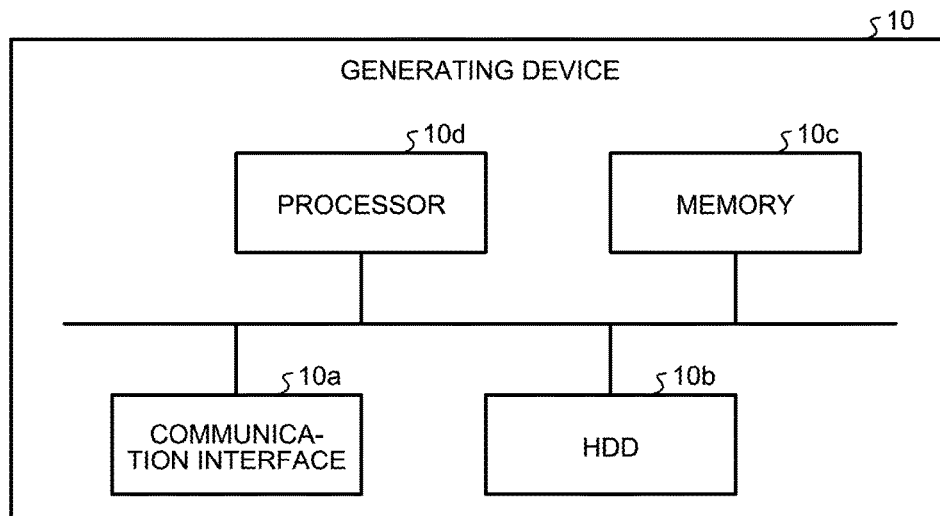 10
GENERATING DEVICE
10d
10c
PROCESSOR
MEMORY
10a
10b
COMMUNICA-
TION INTERFACE
HDD